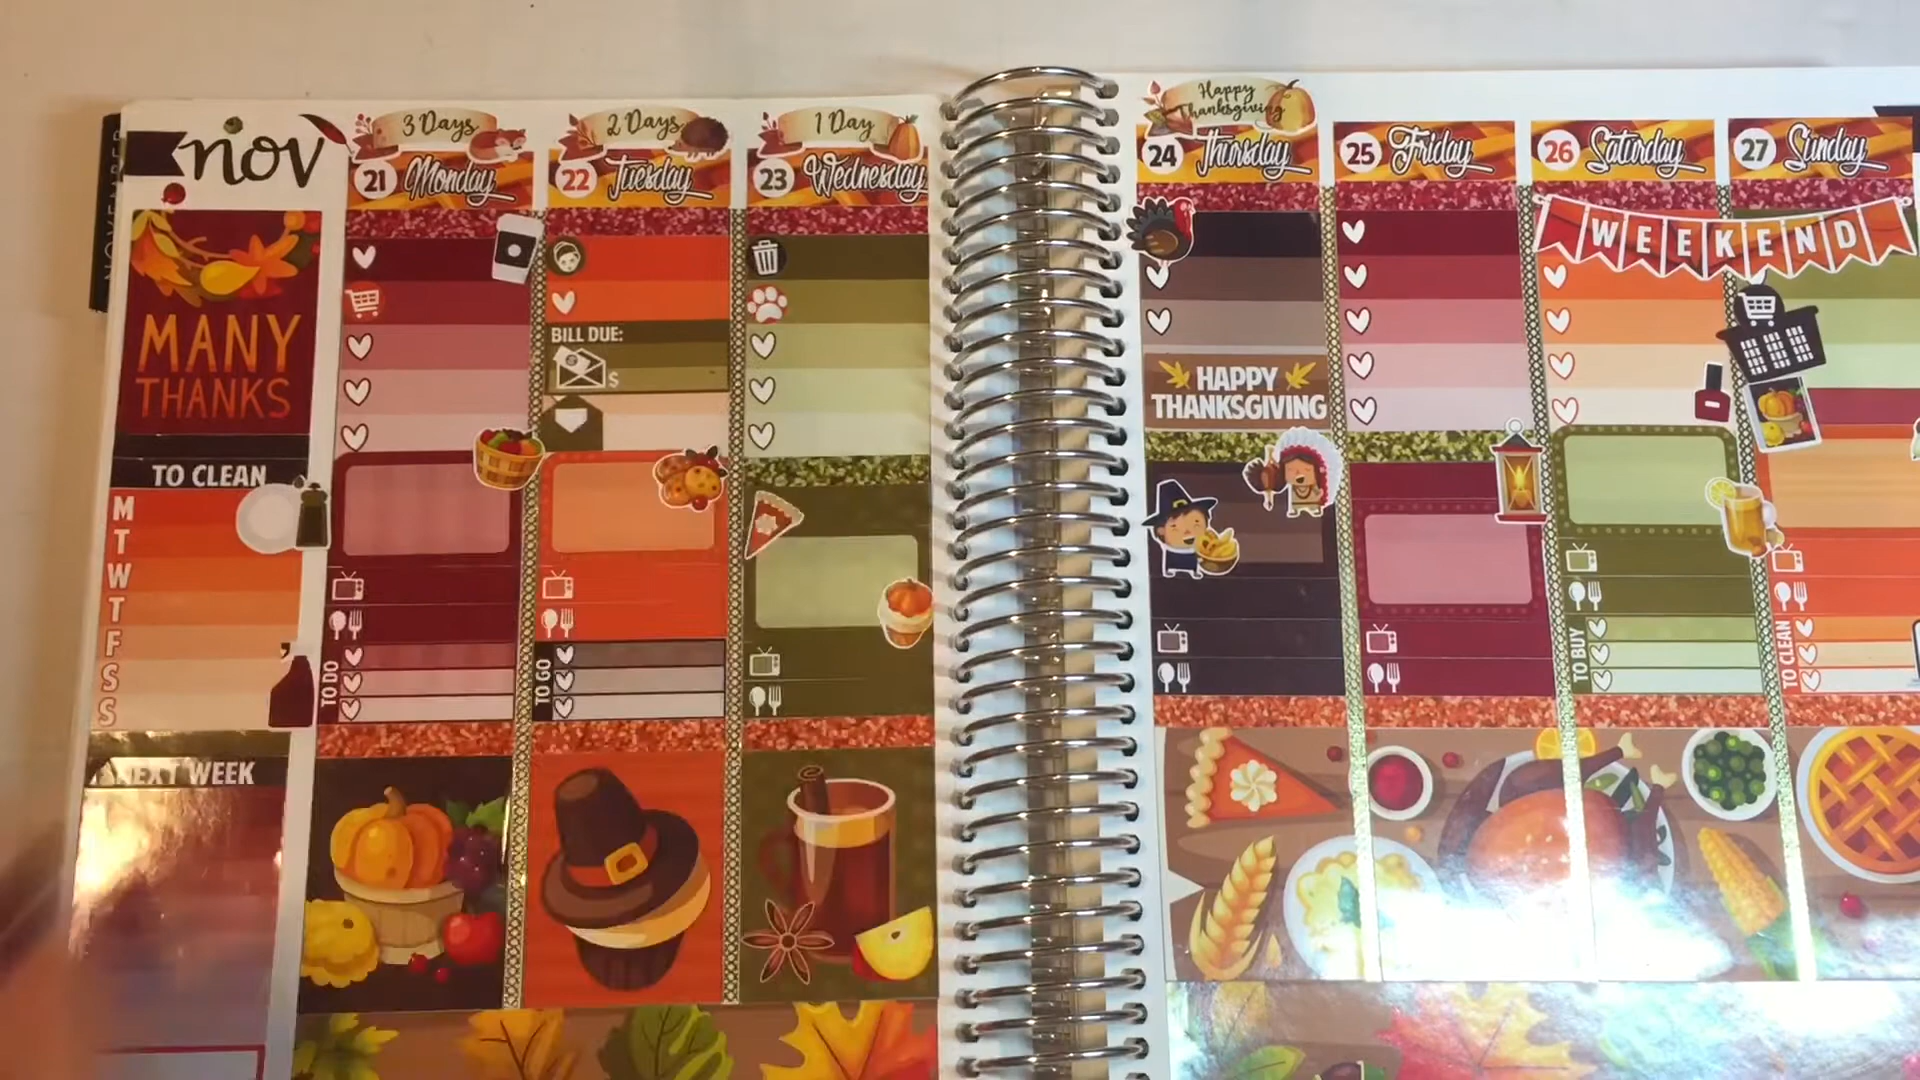 NOVEMBER
nov
3 Days
21 Monday
2 Days
22 Tuesday
1 Day
23 Wednesday
Happy
Thanksgiving
24 Thursday
25 Friday
26 Saturday
27 Sunday
WEEKEND
MANY
THANKS
TO CLEAN
M
T
W
T
F
S
S
NEXT WEEK
TO DO
BILL DUE:
$
TO GO
HAPPY
THANKSGIVING
TO BUY
TO CLEAN